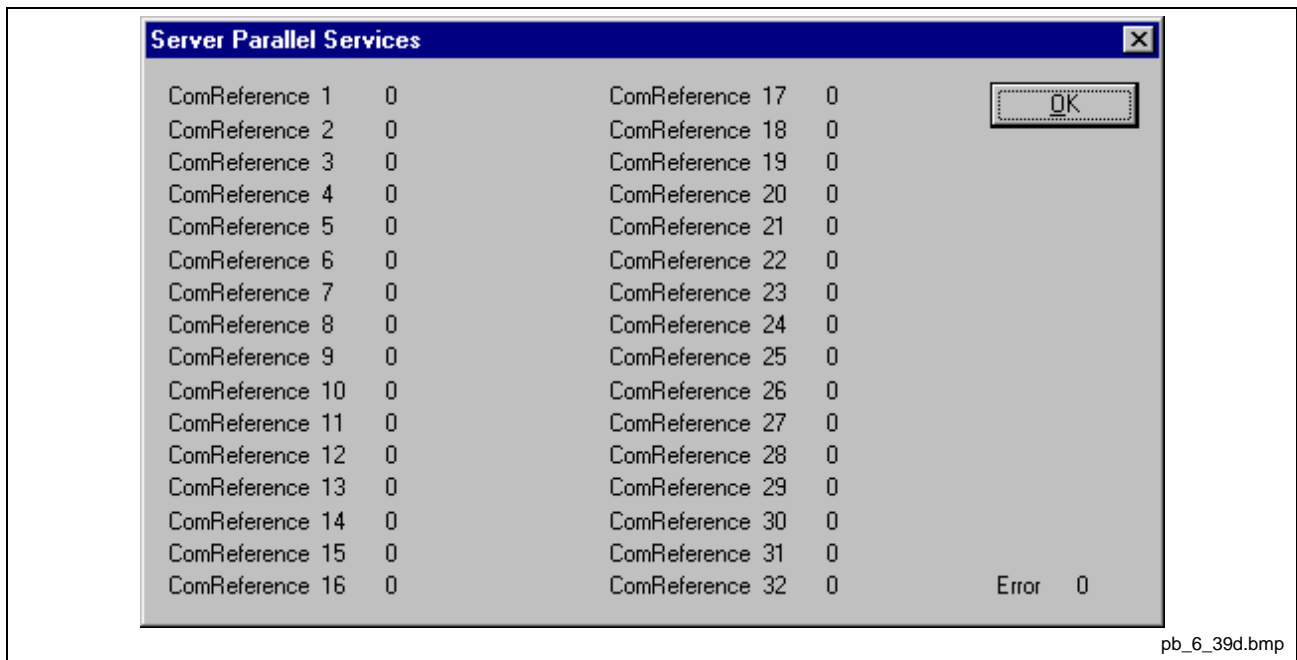 Server Parallel Services
ComReference 1 0 ComReference 17 0 OK
ComReference 2 0 ComReference 18 0
ComReference 3 0 ComReference 19 0
ComReference 4 0 ComReference 20 0
ComReference 5 0 ComReference 21 0
ComReference 6 0 ComReference 22 0
ComReference 7 0 ComReference 23 0
ComReference 8 0 ComReference 24 0
ComReference 9 0 ComReference 25 0
ComReference 10 0 ComReference 26 0
ComReference 11 0 ComReference 27 0
ComReference 12 0 ComReference 28 0
ComReference 13 0 ComReference 29 0
ComReference 14 0 ComReference 30 0
ComReference 15 0 ComReference 31 0
ComReference 16 0 ComReference 32 0 Error 0
pb_6_39d.bmp